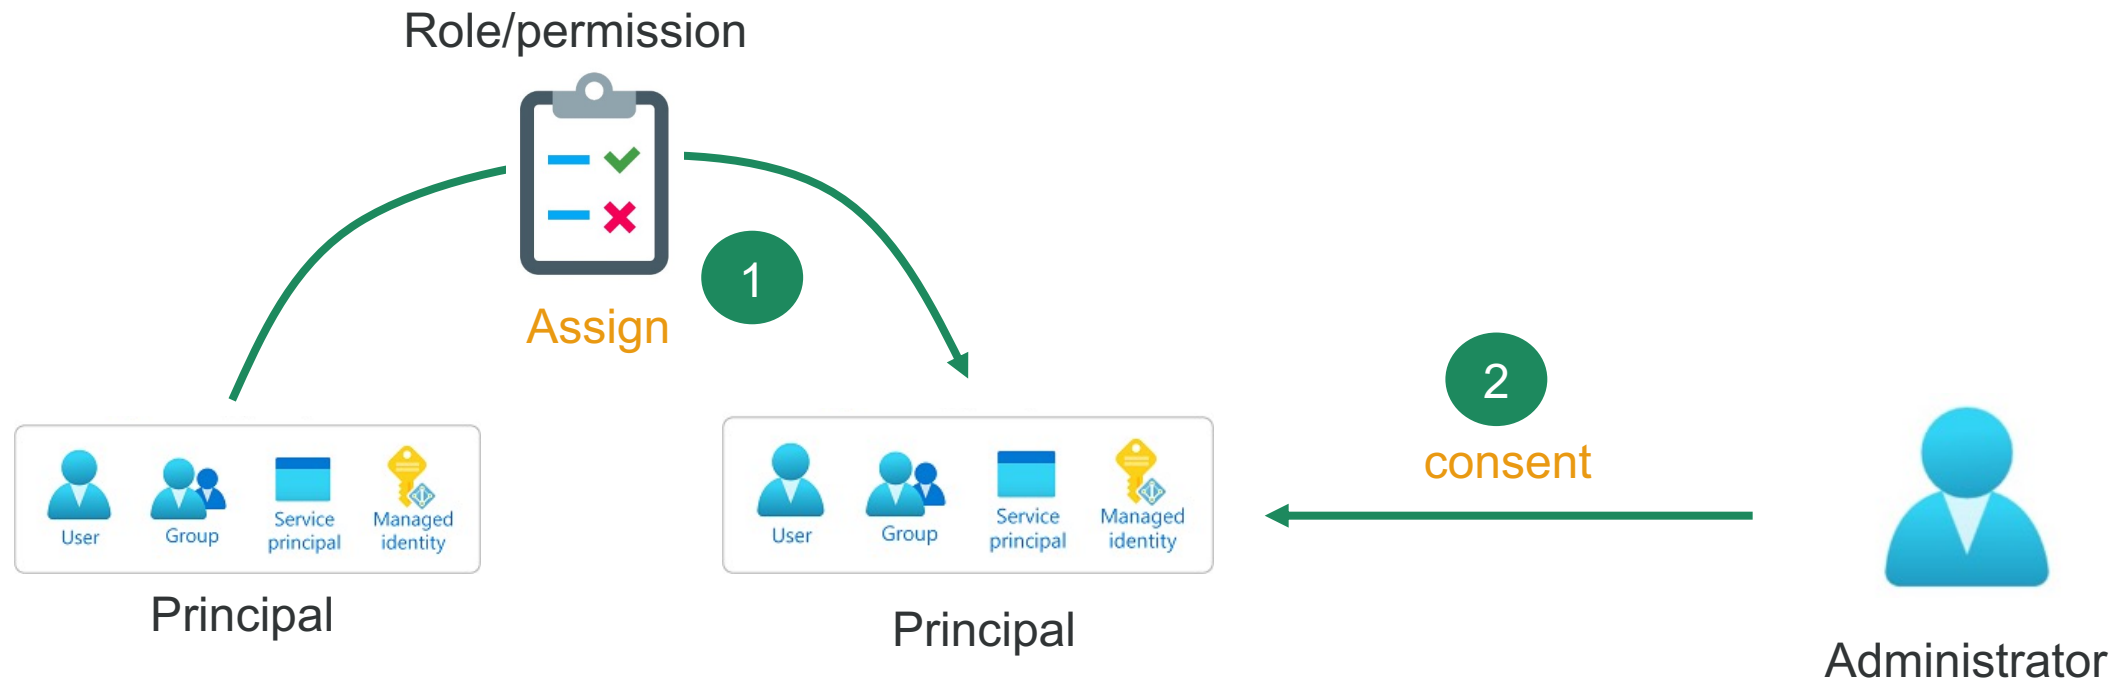 Role/permission
1
Assign
2
consent
User
Group
Service
principal
Managed
identity
Principal
User
Group
Service
principal
Managed
identity
Principal
Administrator